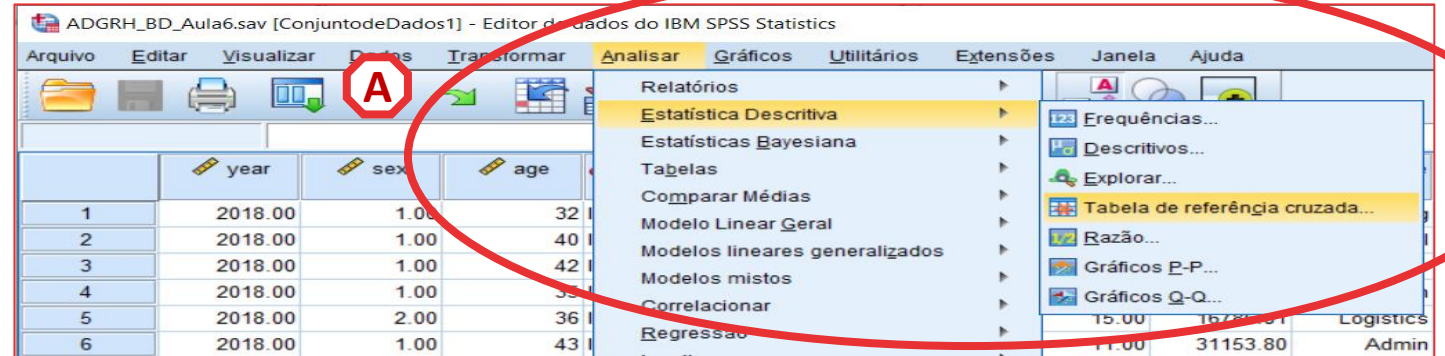 ADGRH_BD_Aula6.sav [ConjuntodeDados1] - Editor de dados do IBM SPSS Statistics
Arquivo Editar Visualizar Dados Transformar Analisar Gráficos Utilitários Extensões Janela Ajuda
A
Relatórios
Estatística Descritiva
Estatísticas Bayesiana
Tabelas
Comparar Médias
Modelo Linear Geral
Modelos lineares generalizados
Modelos mistos
Correlacionar
Regressão
123 Frequências...
Descritivos...
Explorar...
Tabela de referência cruzada...
1/2 Razão...
Gráficos P-P...
Gráficos Q-Q...
year sex age
1 2018.00 1.00 32
2 2018.00 1.00 40
3 2018.00 1.00 42
4 2018.00 1.00
5 2018.00 2.00 36 15.00 Logistics
6 2018.00 1.00 43 11.00 31153.80 Admin